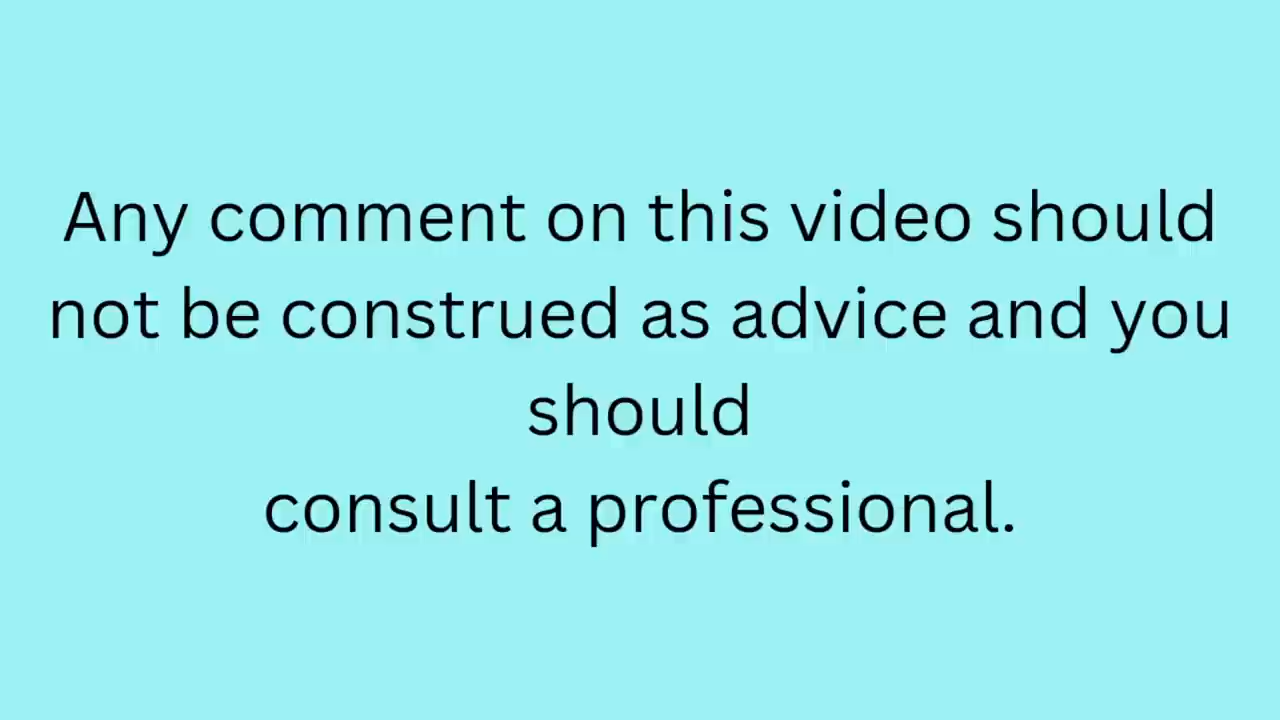 Any comment on this video should
not be construed as advice and you
should
consult a professional.